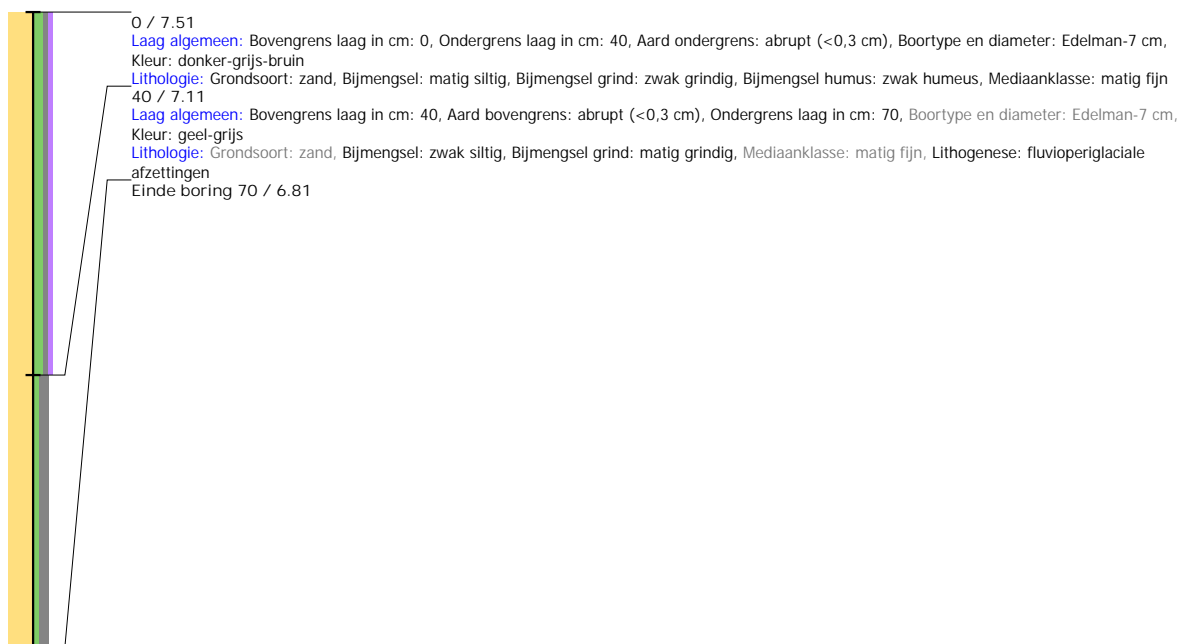 0 / 7.51
Laag algemeen: Bovengrens laag in cm: 0, Ondergrens laag in cm: 40, Aard ondergrens: abrupt (<0,3 cm), Boortype en diameter: Edelman-7 cm,
Kleur: donker-grijs-bruin
Lithologie: Grondsoort: zand, Bijmengsel: matig siltig, Bijmengsel grind: zwak grindig, Bijmengsel humus: zwak humeus, Mediaanklasse: matig fijn
40 / 7.11
Laag algemeen: Bovengrens laag in cm: 40, Aard bovengrens: abrupt (<0,3 cm), Ondergrens laag in cm: 70, Boortype en diameter: Edelman-7 cm,
Kleur: geel-grijs
Lithologie: Grondsoort: zand, Bijmengsel: zwak siltig, Bijmengsel grind: matig grindig, Mediaanklasse: matig fijn, Lithogenese: fluvioperiglaciale
afzettingen
Einde boring 70 / 6.81